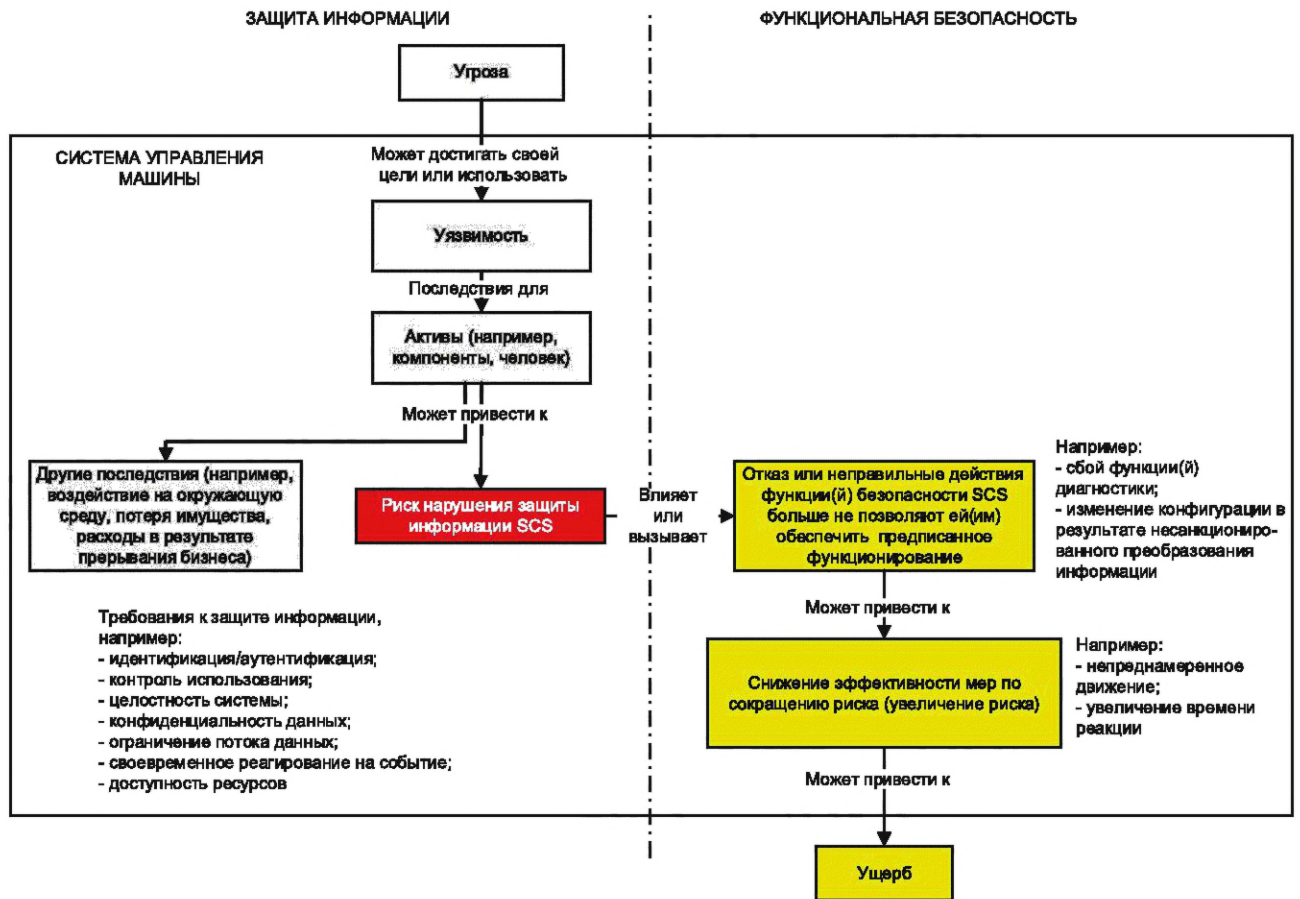 ЗАЩИТА ИНФОРМАЦИИ
ФУНКЦИОНАЛЬНАЯ БЕЗОПАСНОСТЬ
Угроза
СИСТЕМА УПРАВЛЕНИЯ
МАШИНЫ
Может достигать своей
цели или использовать
Уязвимость
Последствия для
Активы (например,
компоненты, человек)
Может привести к
Другие последствия (например,
воздействие на окружающую
среду, потеря имущества,
расходы в результате
прерывания бизнеса)
Риск нарушения защиты
информации SCS
Влияет
или
вызывает
Отказ или неправильные действия
функции(й) безопасности SCS
больше не позволяют ей(им)
обеспечить предписанное
функционирование
Например:
- сбой функции(й)
диагностики;
- изменение конфигурации в
результате несанкциониро-
ванного преобразования
информации
Может привести к
Требования к защите информации,
например:
- идентификация/аутентификация;
- контроль использования;
- целостность системы;
- конфиденциальность данных;
- ограничение потока данных;
- своевременное реагирование на событие;
- доступность ресурсов
Снижение эффективности мер по
сокращению риска (увеличение риска)
Например:
- непреднамеренное
движение;
- увеличение времени
реакции
Может привести к
Ущерб